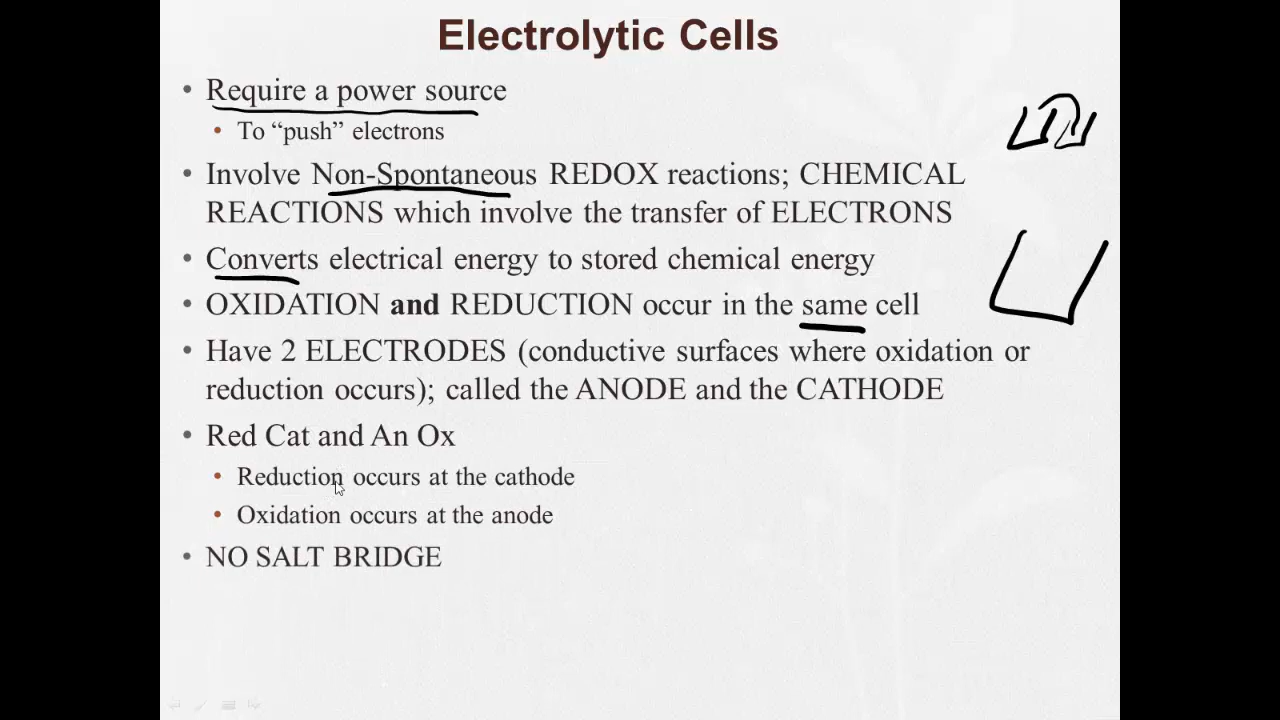 Electrolytic Cells
• Require a power source
• To “push” electrons
• Involve Non-Spontaneous REDOX reactions; CHEMICAL
REACTIONS which involve the transfer of ELECTRONS
• Converts electrical energy to stored chemical energy
• OXIDATION and REDUCTION occur in the same cell
• Have 2 ELECTRODES (conductive surfaces where oxidation or
reduction occurs); called the ANODE and the CATHODE
• Red Cat and An Ox
• Reduction occurs at the cathode
• Oxidation occurs at the anode
• NO SALT BRIDGE